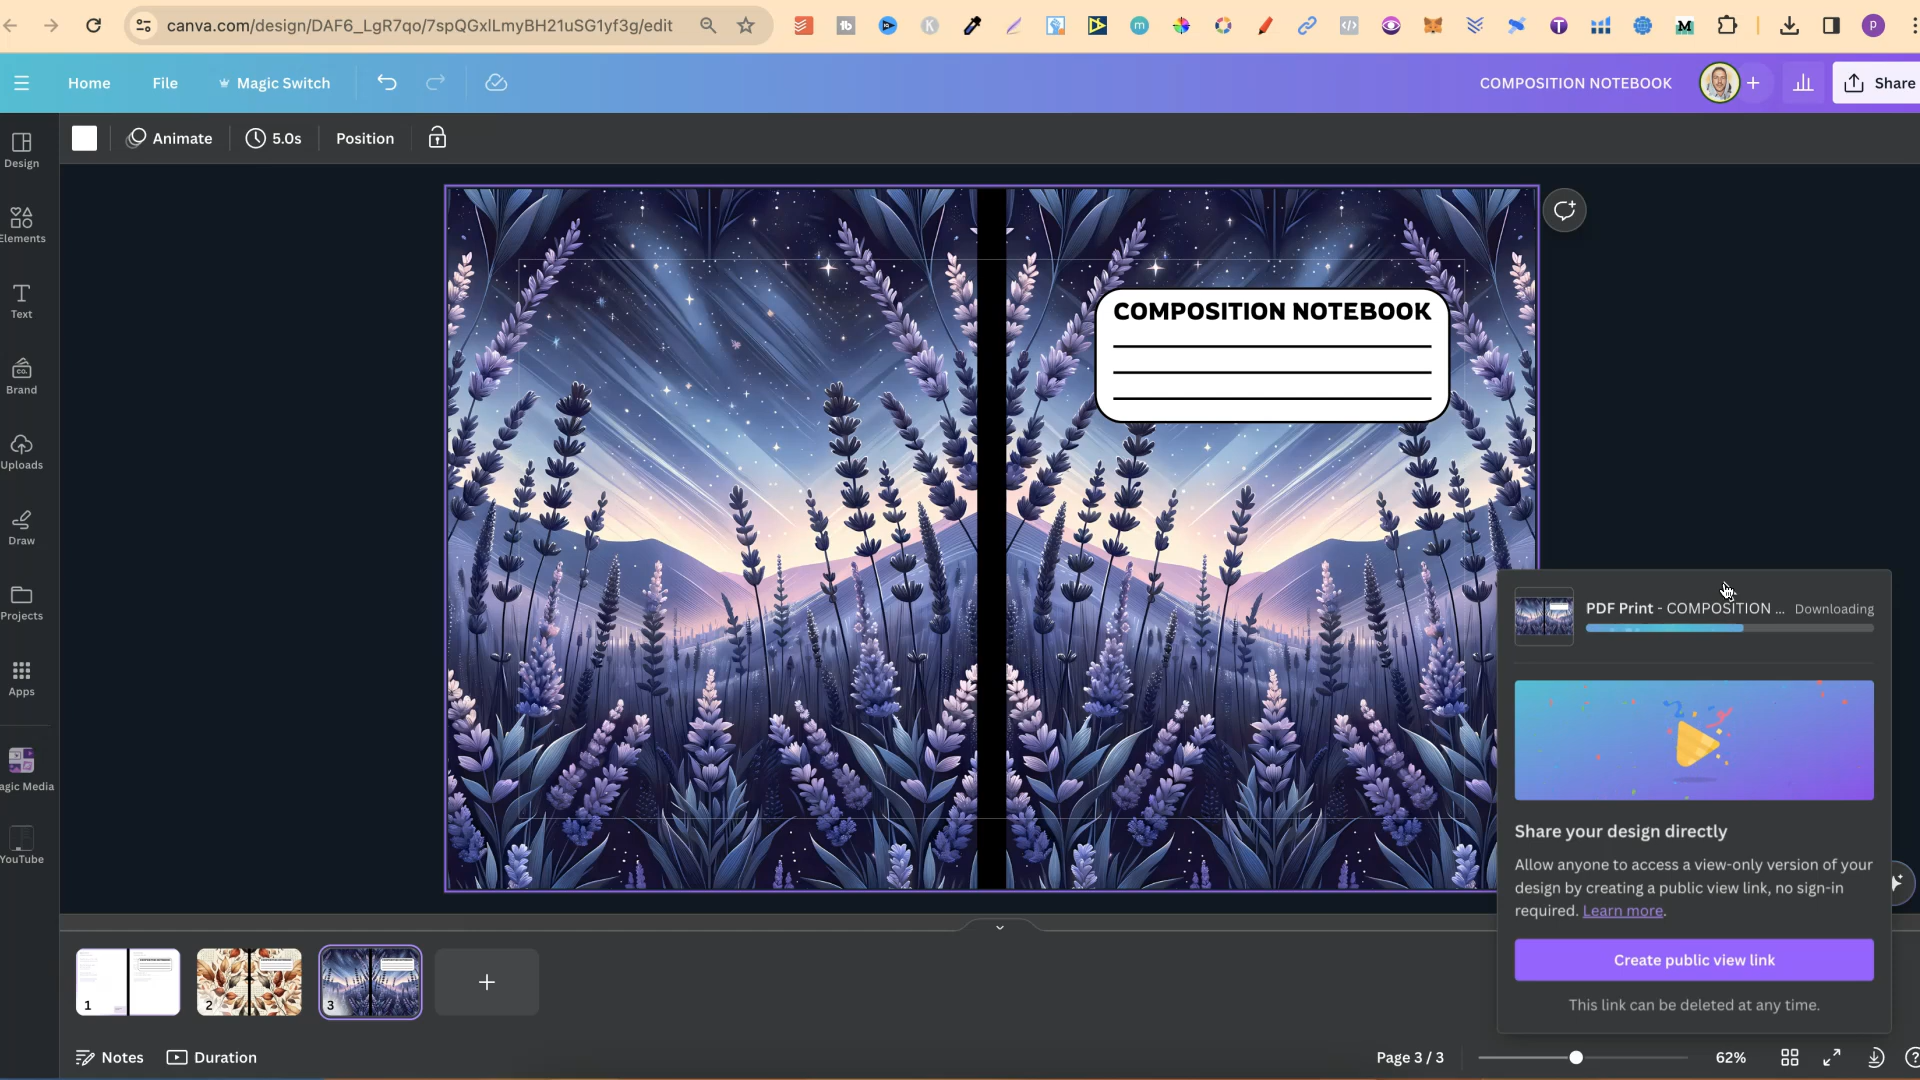 canva.com/design/DAF6_LgR7qo/7spQGxlLmyBH21uSG1yf3g/edit
Home File Magic Switch COMPOSITION NOTEBOOK Share
Animate 5.0s Position
Design
Elements
Text
Brand
Uploads
Draw
Projects
Apps
agic Media
YouTube
COMPOSITION NOTEBOOK
PDF Print - COMPOSITION ... Downloading
Share your design directly
Allow anyone to access a view-only version of your
design by creating a public view link, no sign-in
required. Learn more.
Create public view link
This link can be deleted at any time.
1 2 3
Notes Duration Page 3 / 3 62%